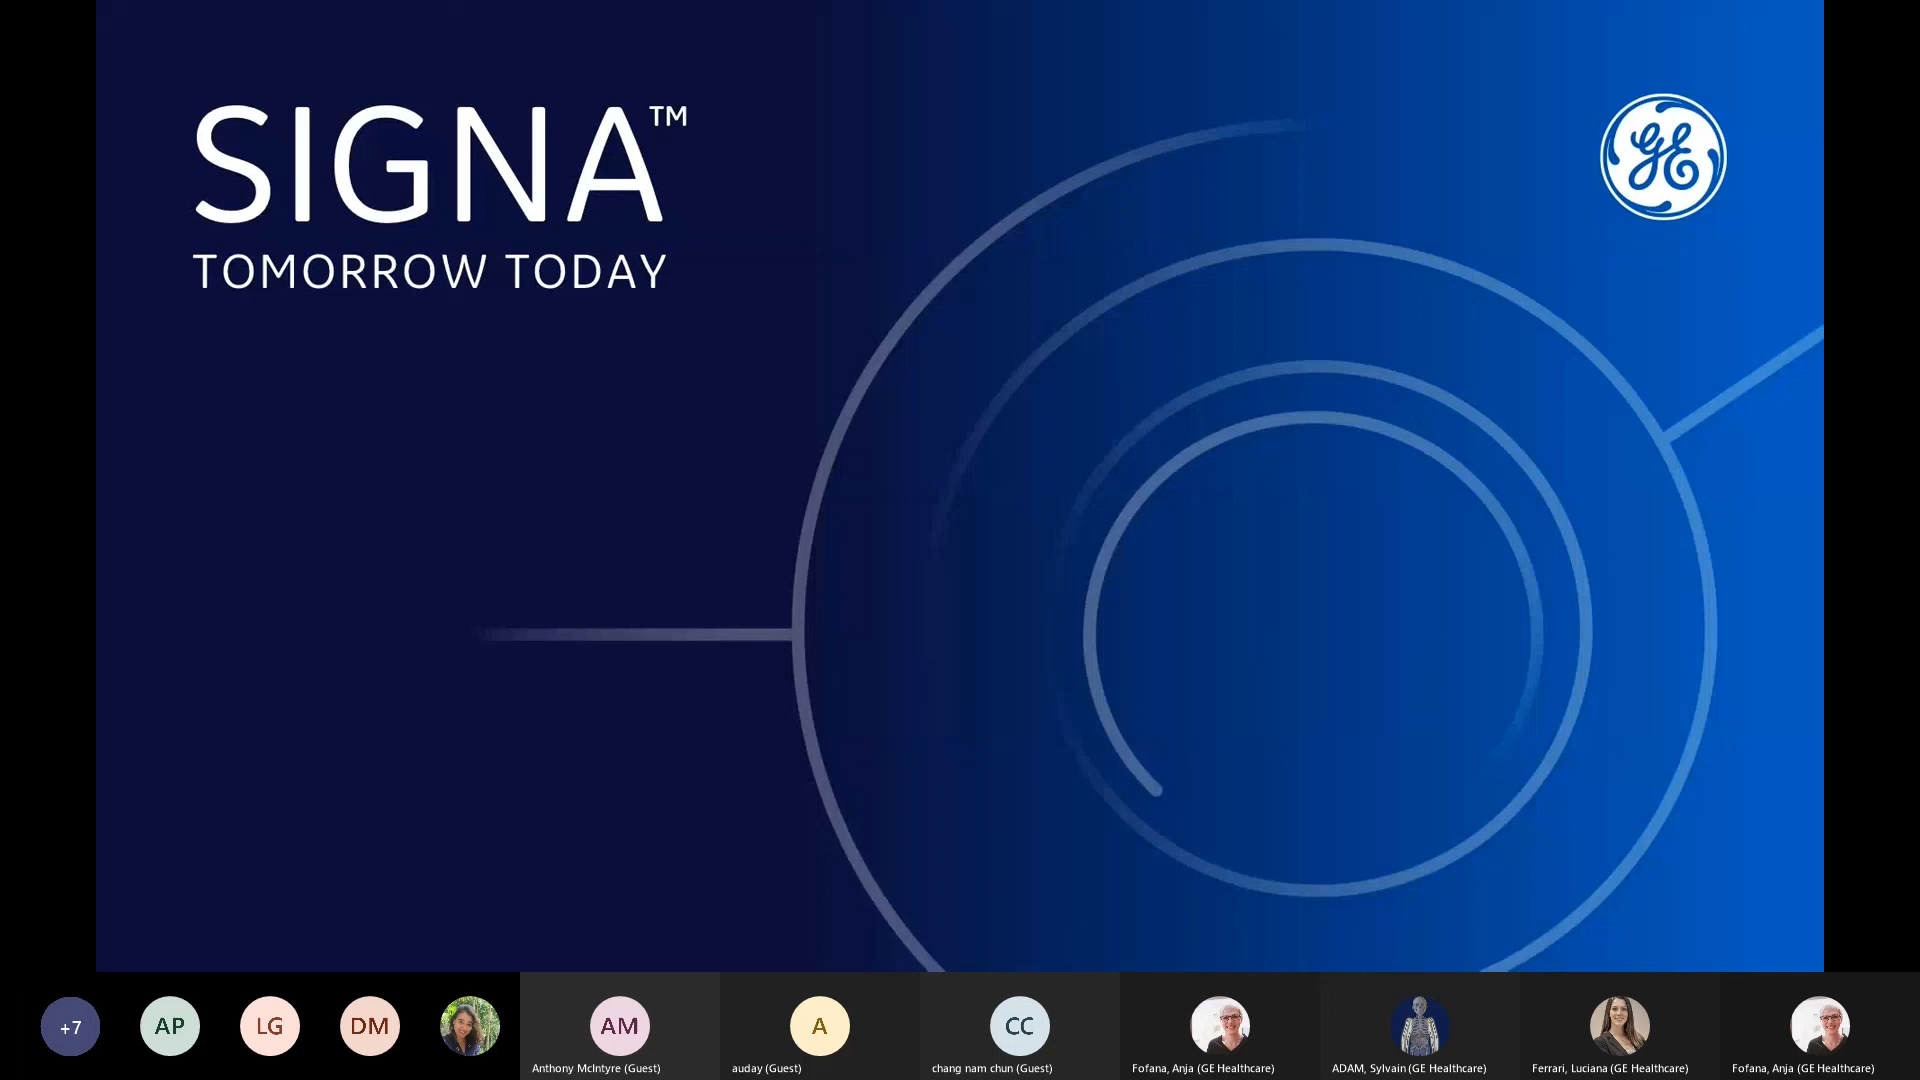 SIGNA™
TOMORROW TODAY
GE
+7
AP
LG
DM
AM
A
CC
Anthony McIntyre (Guest)
auday (Guest)
chang nam chun (Guest)
Fofana, Anja (GE Healthcare)
ADAM, Sylvain (GE Healthcare)
Ferrari, Luciana (GE Healthcare)
Fofana, Anja (GE Healthcare)